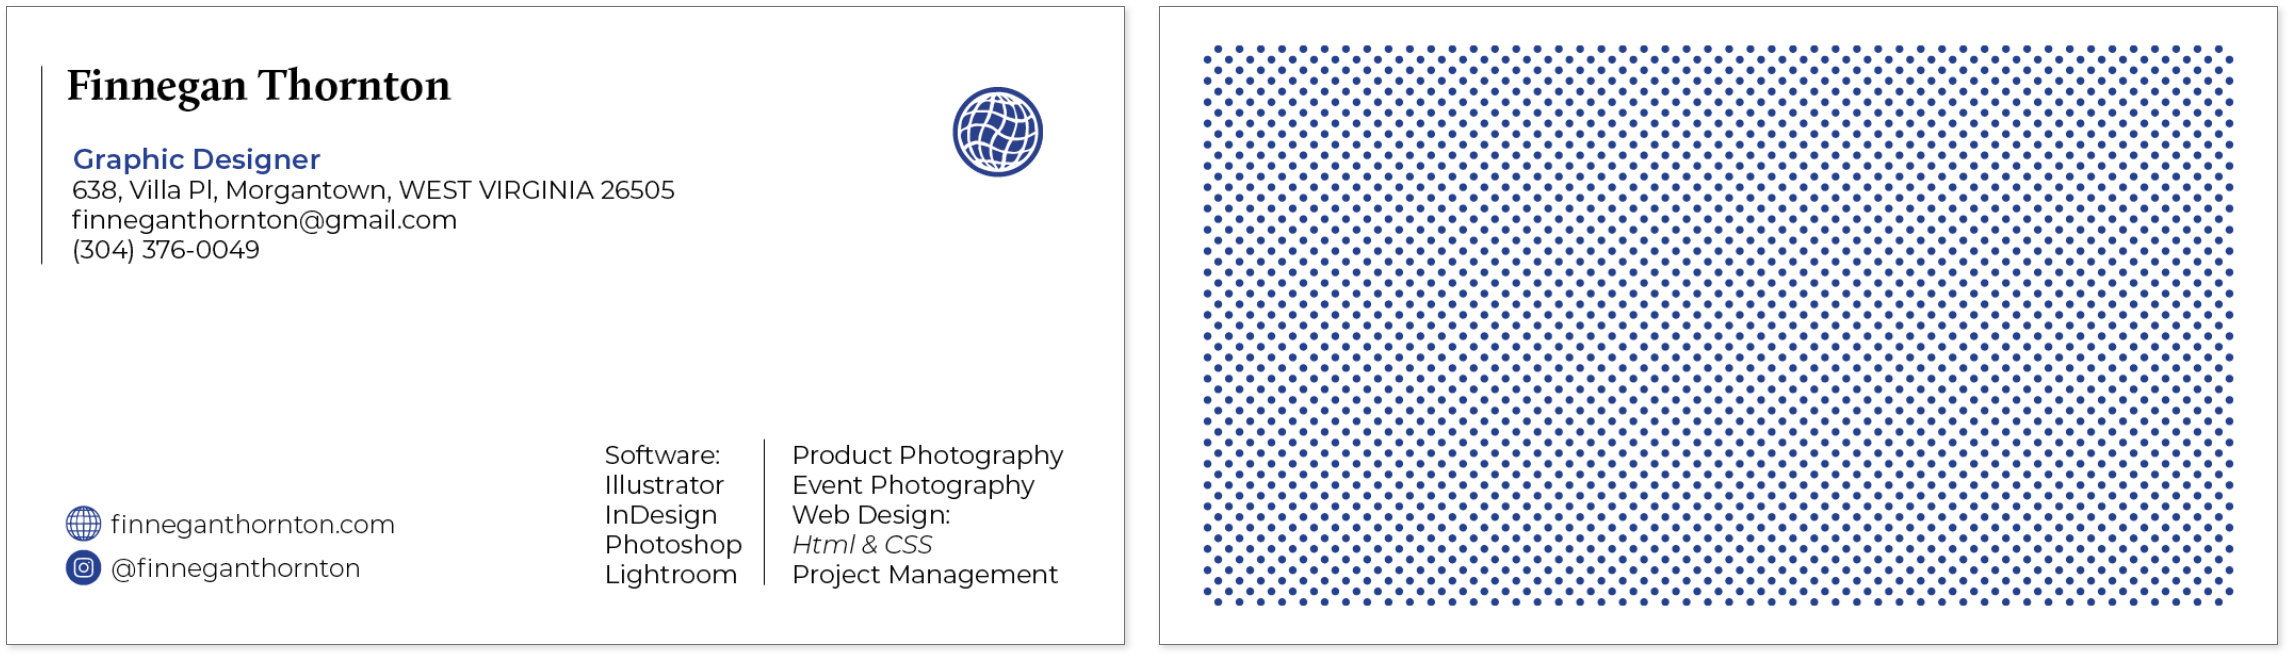 Finnegan Thornton
Graphic Designer
638, Villa Pl, Morgantown, WEST VIRGINIA 26505
finneganthornton@gmail.com
(304) 376-0049
finneganthornton.com
@finneganthornton
Software:
Illustrator
InDesign
Photoshop
Lightroom
Product Photography
Event Photography
Web Design:
Html & CSS
Project Management